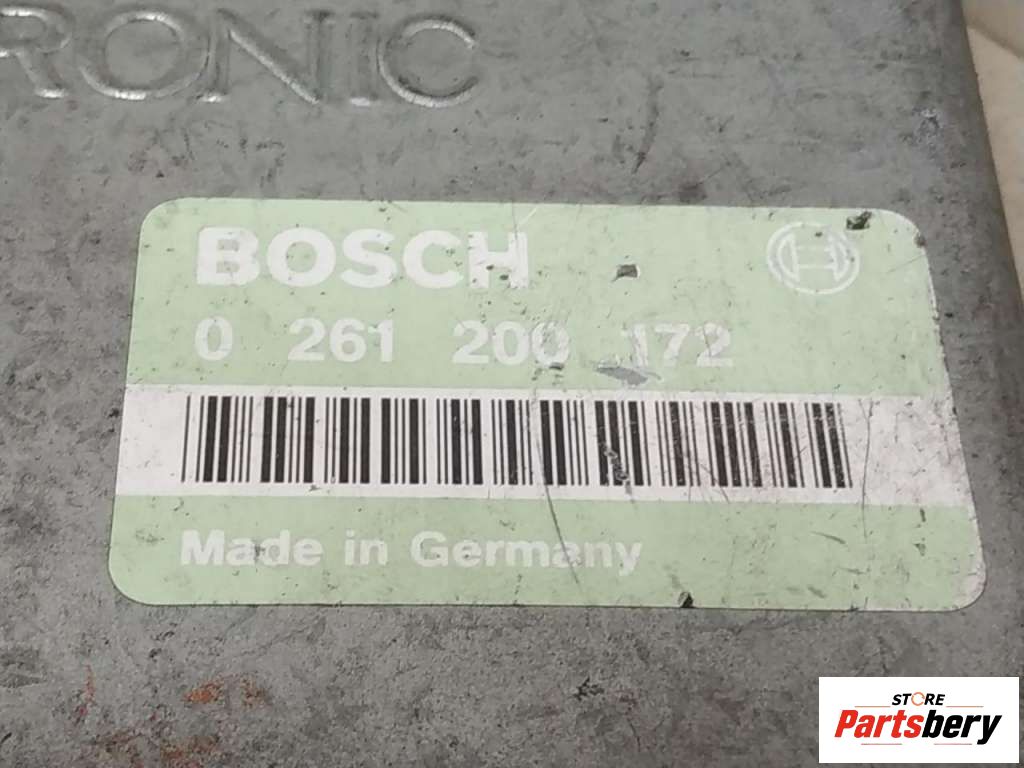 RONIC
BOSCH
0 261 200 172
Made in Germany
STORE
Partsbery